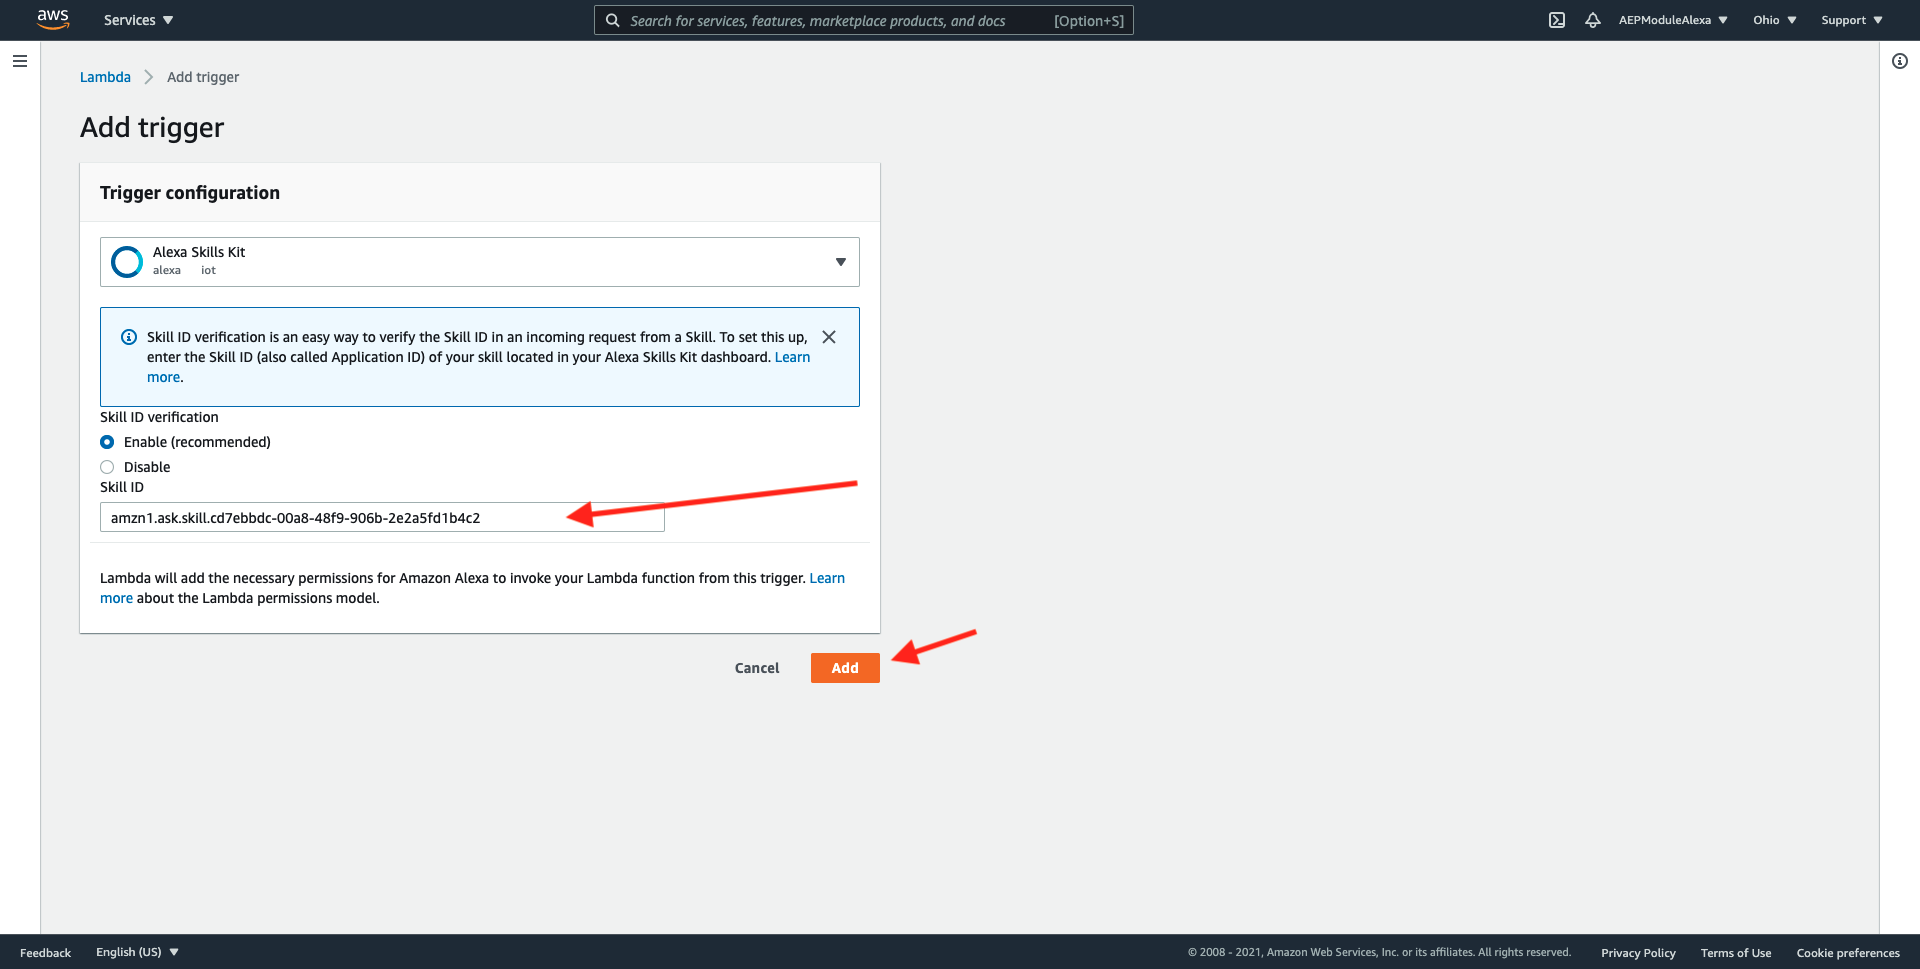 aws
Services
Search for services, features, marketplace products, and docs [Option+S]
AEPModuleAlexa
Ohio
Support
Lambda
Add trigger
Add trigger
Trigger configuration
Alexa Skills Kit
alexa iot
Skill ID verification is an easy way to verify the Skill ID in an incoming request from a Skill. To set this up,
enter the Skill ID (also called Application ID) of your skill located in your Alexa Skills Kit dashboard. Learn
more.
Skill ID verification
Enable (recommended)
Disable
Skill ID
amzn1.ask.skill.cd7ebbdc-00a8-48f9-906b-2e2a5fd1b4c2
Lambda will add the necessary permissions for Amazon Alexa to invoke your Lambda function from this trigger. Learn
more about the Lambda permissions model.
Cancel
Add
Feedback
English (US)
© 2008 - 2021, Amazon Web Services, Inc. or its affiliates. All rights reserved.
Privacy Policy
Terms of Use
Cookie preferences